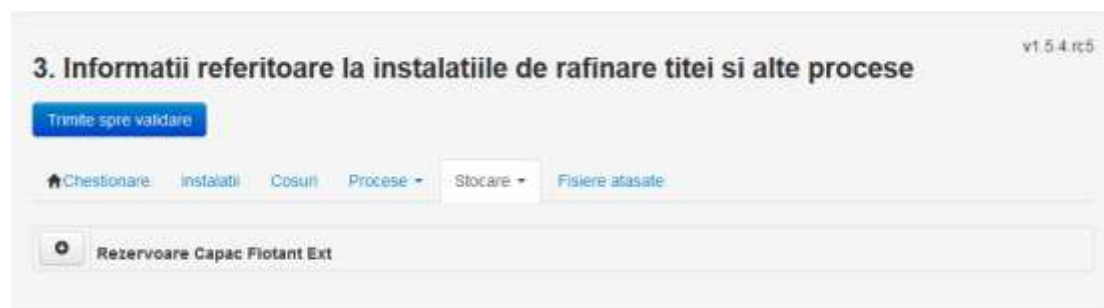 v1.5.4.rc5
3. Informatii referitoare la instalatiile de rafinare titei si alte procese
Trimite spre validare
Chestionare Instalatii Cosuri Procese Stocare Fisiere atasate
Rezervoare Capac Flotant Ext